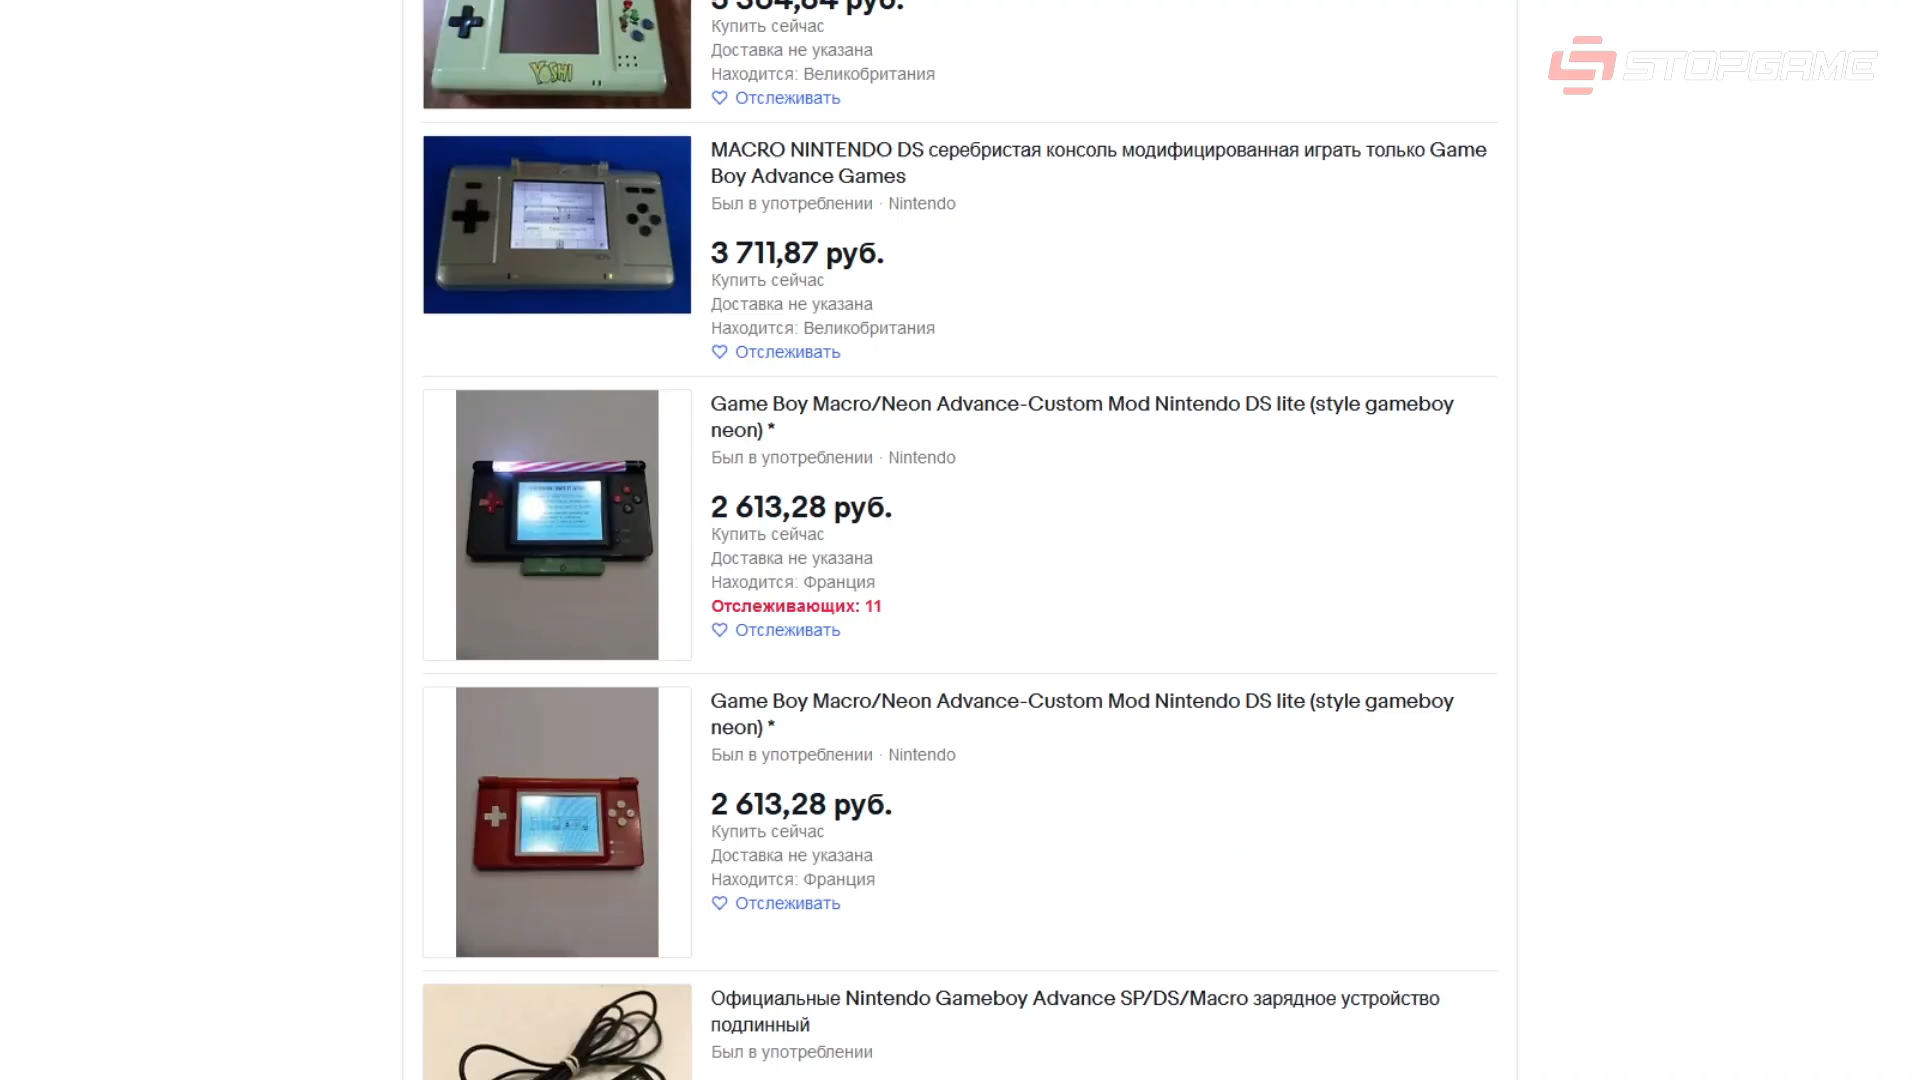 5 364,64 руб.
Купить сейчас
Доставка не указана
Находится: Великобритания
Отслеживать
STOPGAME
YOSHI
MACRO NINTENDO DS серебристая консоль модифицированная играть только Game
Boy Advance Games
Был в употреблении · Nintendo
3 711,87 руб.
Купить сейчас
Доставка не указана
Находится: Великобритания
Отслеживать
Game Boy Macro/Neon Advance-Custom Mod Nintendo DS lite (style gameboy
neon) *
Был в употреблении · Nintendo
2 613,28 руб.
Купить сейчас
Доставка не указана
Находится: Франция
Отслеживающих: 11
Отслеживать
Game Boy Macro/Neon Advance-Custom Mod Nintendo DS lite (style gameboy
neon) *
Был в употреблении · Nintendo
2 613,28 руб.
Купить сейчас
Доставка не указана
Находится: Франция
Отслеживать
Официальные Nintendo Gameboy Advance SP/DS/Macro зарядное устройство
подлинный
Был в употреблении